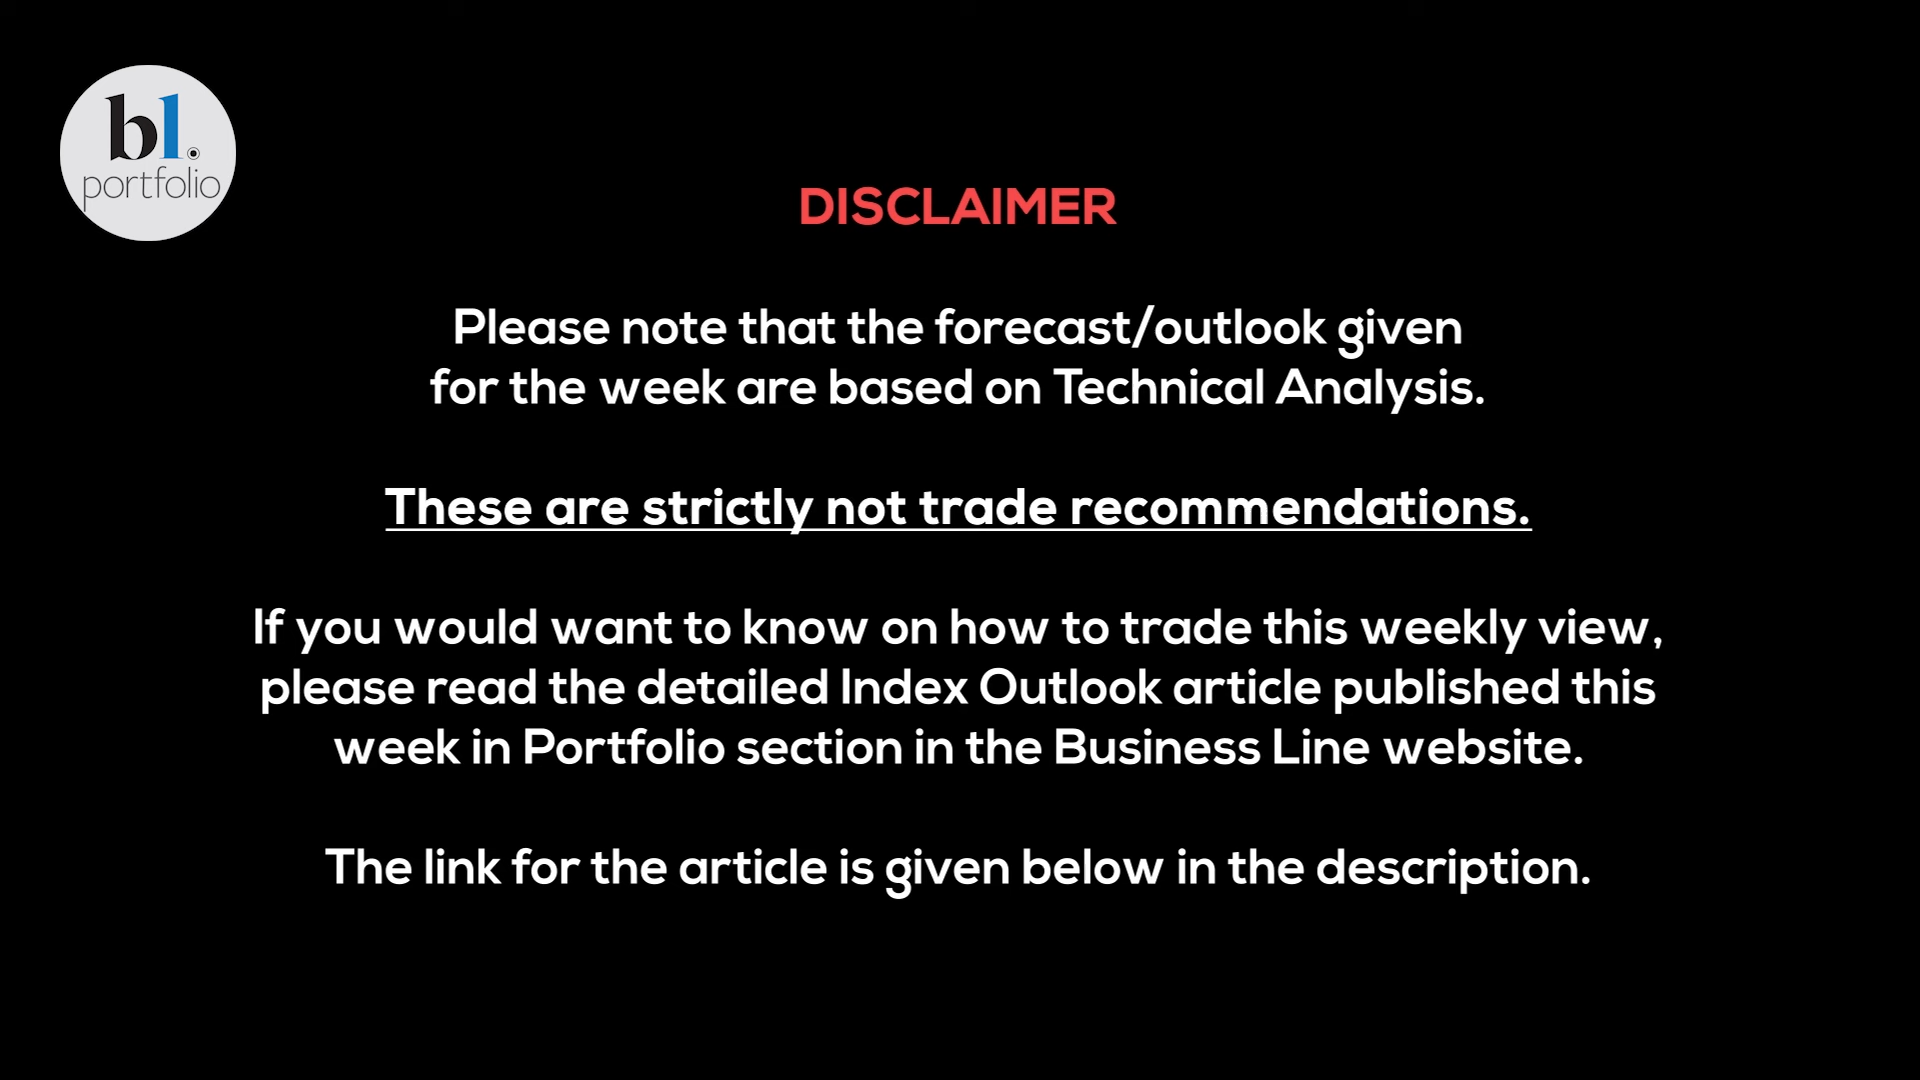 bl.
portfolio
DISCLAIMER
Please note that the forecast/outlook given
for the week are based on Technical Analysis.
These are strictly not trade recommendations.
If you would want to know on how to trade this weekly view,
please read the detailed Index Outlook article published this
week in Portfolio section in the Business Line website.
The link for the article is given below in the description.